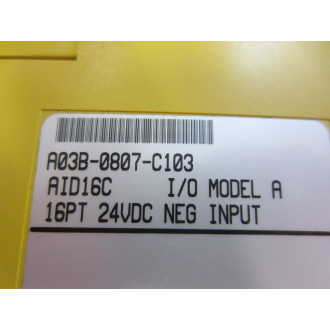 A03B-0807-C103
AID16C I/O MODEL A
16PT 24VDC NEG INPUT